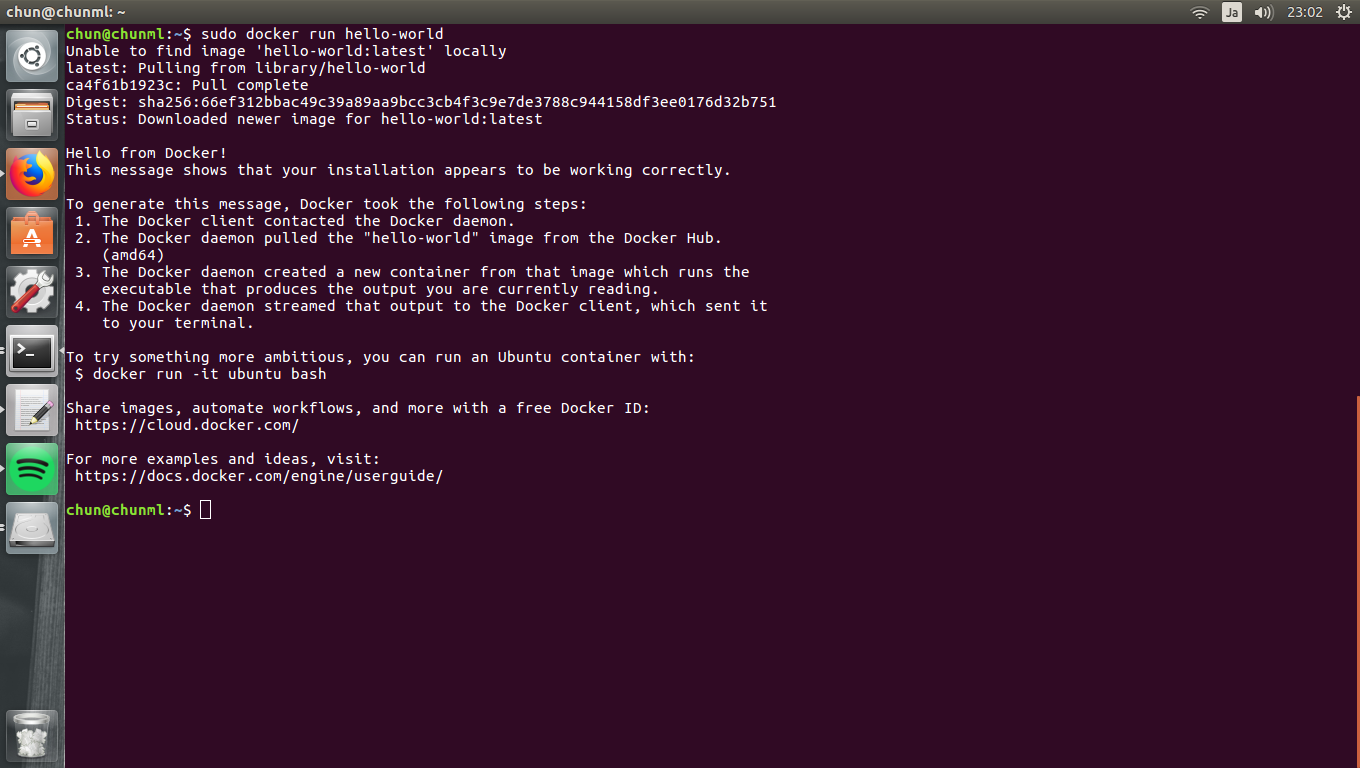 chun@chunml: ~
Ja
23:02
chun@chunml:~$ sudo docker run hello-world
Unable to find image 'hello-world:latest' locally
latest: Pulling from library/hello-world
ca4f61b1923c: Pull complete
Digest: sha256:66ef312bbac49c39a89aa9bcc3cb4f3c9e7de3788c944158df3ee0176d32b751
Status: Downloaded newer image for hello-world:latest

Hello from Docker!
This message shows that your installation appears to be working correctly.

To generate this message, Docker took the following steps:
 1. The Docker client contacted the Docker daemon.
 2. The Docker daemon pulled the "hello-world" image from the Docker Hub.
    (amd64)
 3. The Docker daemon created a new container from that image which runs the
    executable that produces the output you are currently reading.
 4. The Docker daemon streamed that output to the Docker client, which sent it
    to your terminal.

To try something more ambitious, you can run an Ubuntu container with:
 $ docker run -it ubuntu bash

Share images, automate workflows, and more with a free Docker ID:
 https://cloud.docker.com/

For more examples and ideas, visit:
 https://docs.docker.com/engine/userguide/

chun@chunml:~$